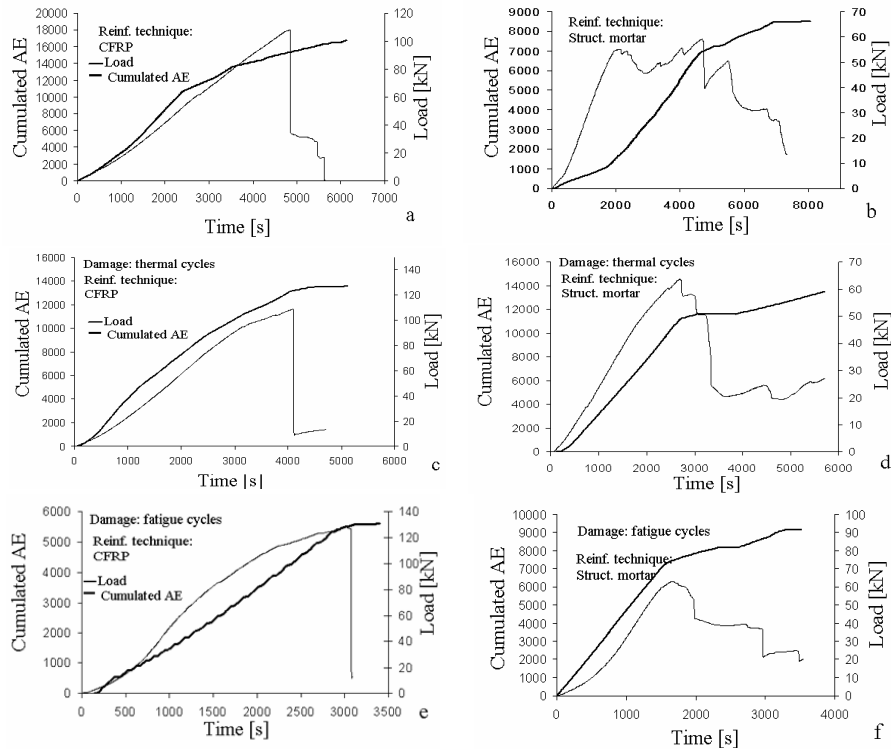 18000
16000
14000
12000
10000
8000
6000
4000
2000
0
Cumulated AE
Reinf. technique:
CFRP
Load
Cumulated AE
120
100
80
60
40
20
0
Load [kN]
0 1000 2000 3000 4000 5000 6000 7000
Time [s]
a
9000
8000
7000
6000
5000
4000
3000
2000
1000
0
Cumulated AE
Reinf. technique:
Struct. mortar
70
60
50
40
30
20
10
0
Load [kN]
0 2000 4000 6000 8000
Time [s]
b
16000
14000
12000
10000
8000
6000
4000
2000
0
Cumulated AE
Damage: thermal cycles
Reinf. technique:
CFRP
Load
Cumulated AE
140
120
100
80
60
40
20
0
Load [kN]
0 1000 2000 3000 4000 5000 6000
Time [s]
c
16000
14000
12000
10000
8000
6000
4000
2000
0
Cumulated AE
Damage: thermal cycles
Reinf. technique:
Struct. mortar
70
60
50
40
30
20
10
0
Load [kN]
0 1000 2000 3000 4000 5000 6000
Time [s]
d
6000
5000
4000
3000
2000
1000
0
Cumulated AE
Damage: fatigue cycles
Reinf. technique:
CFRP
Load
Cumulated AE
140
120
100
80
60
40
20
0
Load [kN]
0 500 1000 1500 2000 2500 3000 3500
Time [s]
e
10000
9000
8000
7000
6000
5000
4000
3000
2000
1000
0
Cumulated AE
Damage: fatigue cycles
Reinf. technique:
Struct. mortar
100
90
80
70
60
50
40
30
20
10
0
Load [kN]
0 1000 2000 3000 4000
Time [s]
f